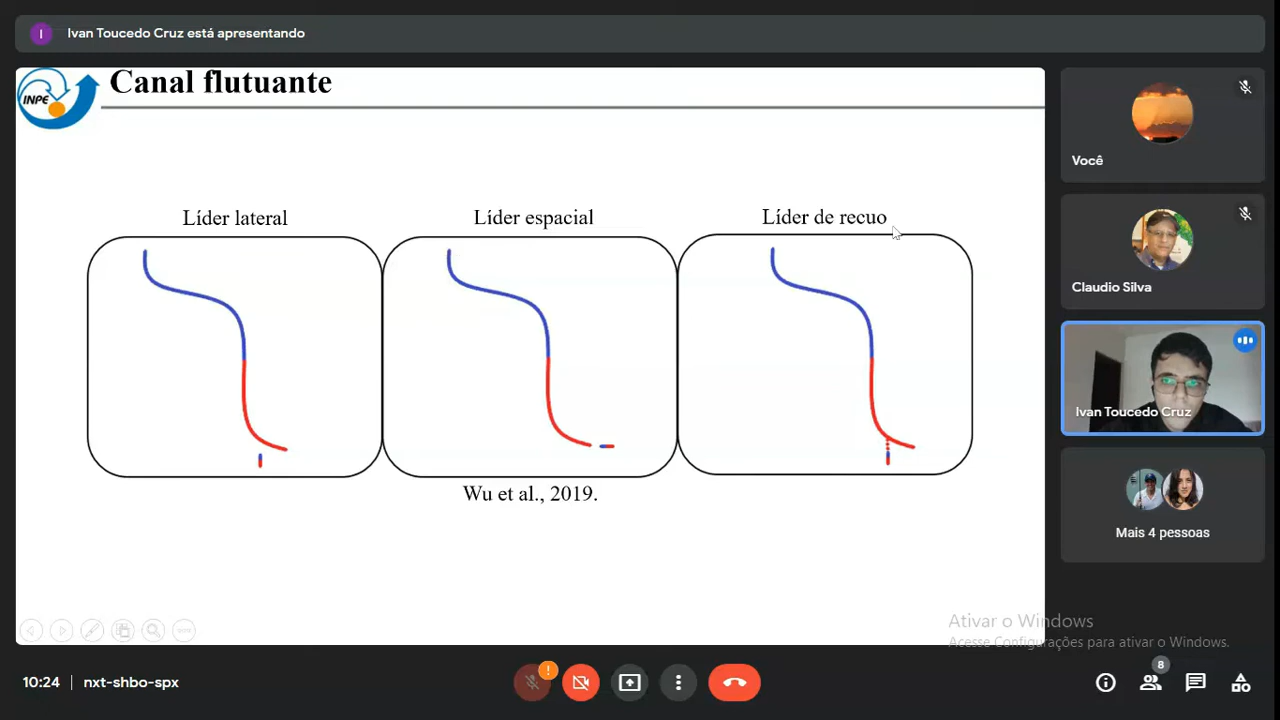 Ivan Toucedo Cruz está apresentando
I
INPE
Canal flutuante
Líder lateral
Líder espacial
Líder de recuo
Wu et al., 2019.
Você
Claudio Silva
Ivan Toucedo Cruz
Mais 4 pessoas
Ativar o Windows
Acesse Configurações para ativar o Windows.
10:24
nxt-shbo-spx
!
8